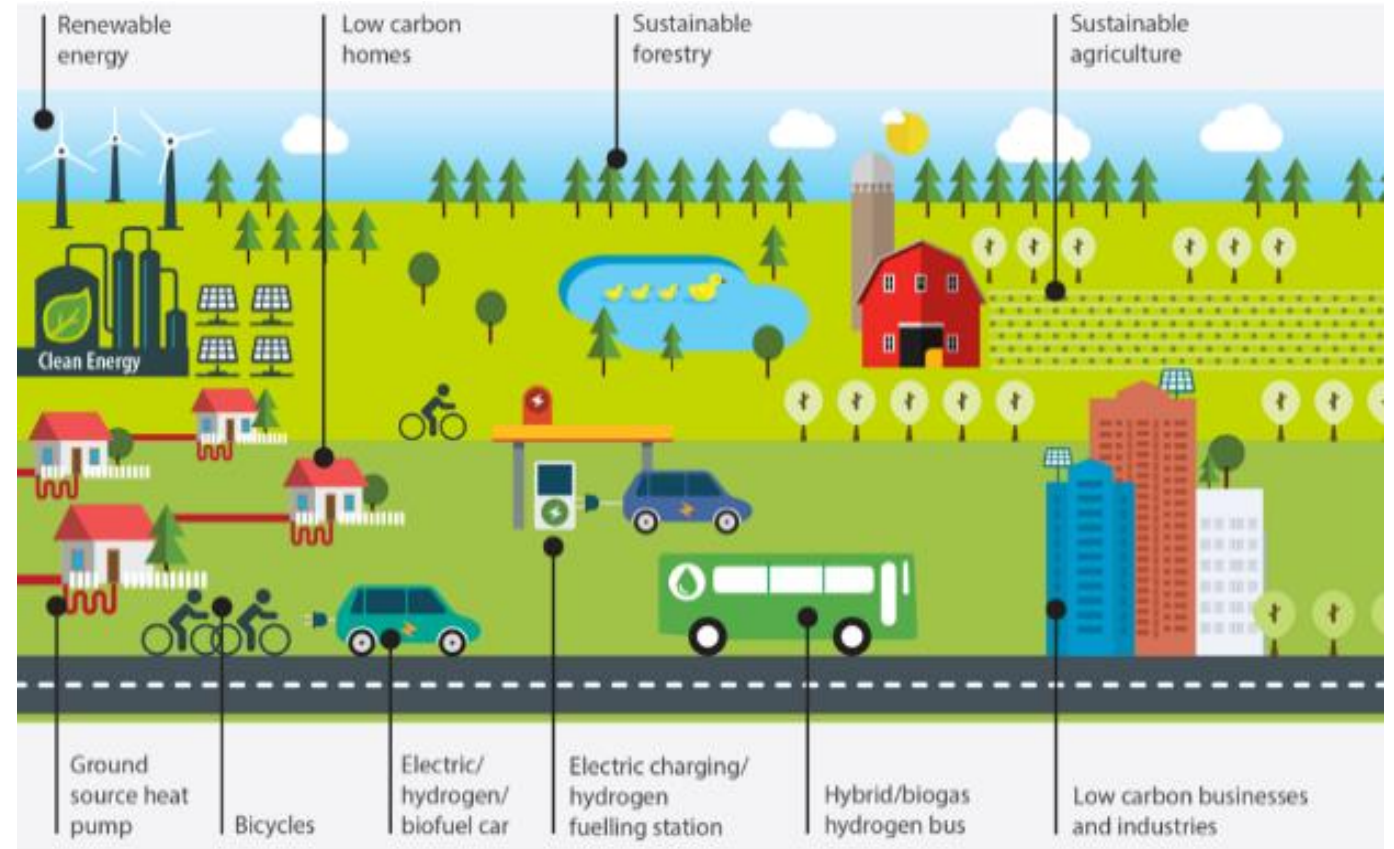 Renewable
energy
Low carbon
homes
Sustainable
forestry
Sustainable
agriculture
Clean Energy
Ground
source heat
pump
Bicycles
Electric/
hydrogen/
biofuel car
Electric charging/
hydrogen
fuelling station
Hybrid/biogas
hydrogen bus
Low carbon businesses
and industries